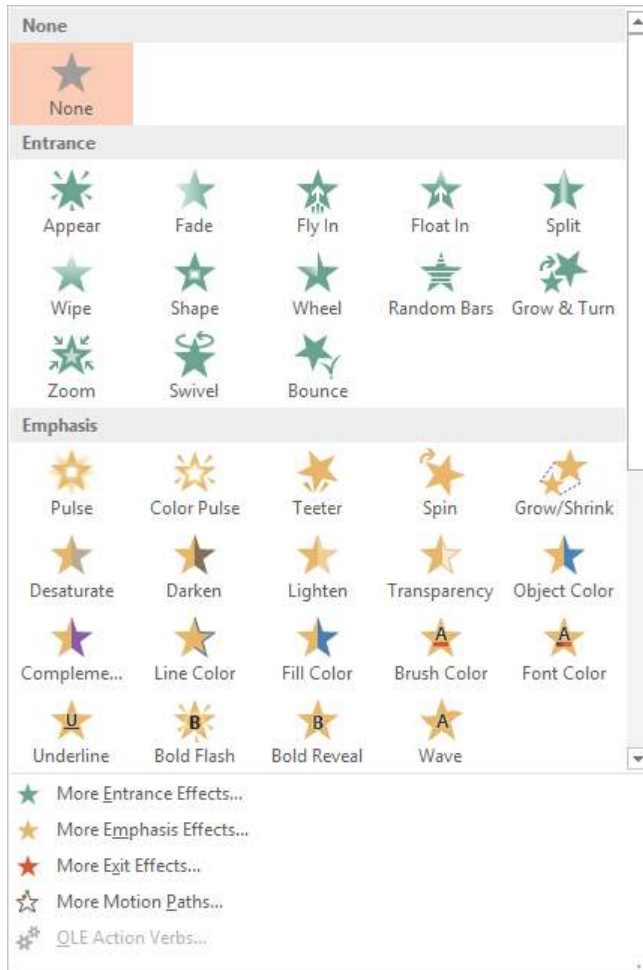 None
None
Entrance
Appear Fade Fly In Float In Split
Wipe Shape Wheel Random Bars Grow & Turn
Zoom Swivel Bounce
Emphasis
Pulse Color Pulse Teeter Spin Grow/Shrink
Desaturate Darken Lighten Transparency Object Color
Compleme... Line Color Fill Color Brush Color Font Color
A A
U B B A
Underline Bold Flash Bold Reveal Wave
More Entrance Effects...
More Emphasis Effects...
More Exit Effects...
More Motion Paths...
OLE Action Verbs...